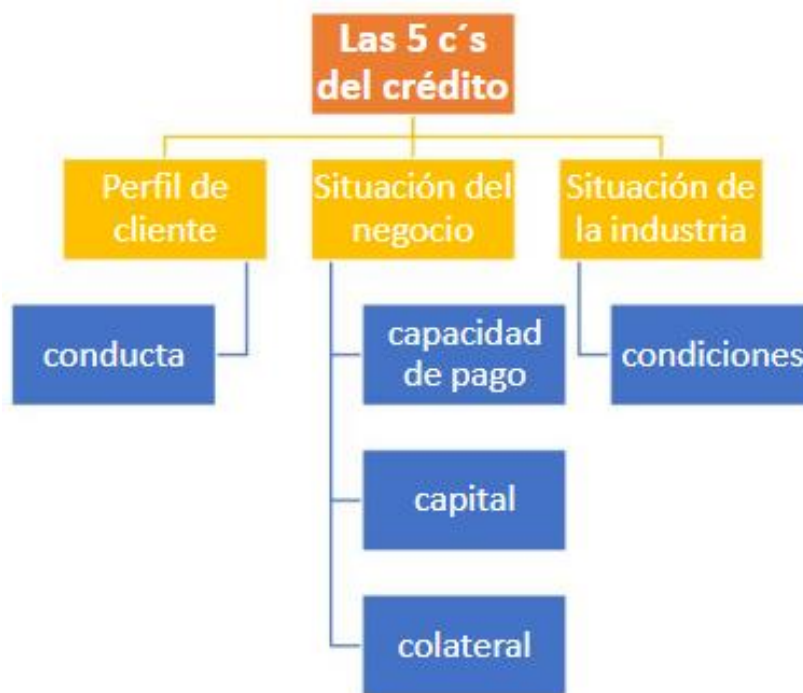 Las 5 c´s
del crédito
Perfil de
cliente
Situación del
negocio
Situación de
la industria
conducta
capacidad
de pago
condiciones
capital
colateral